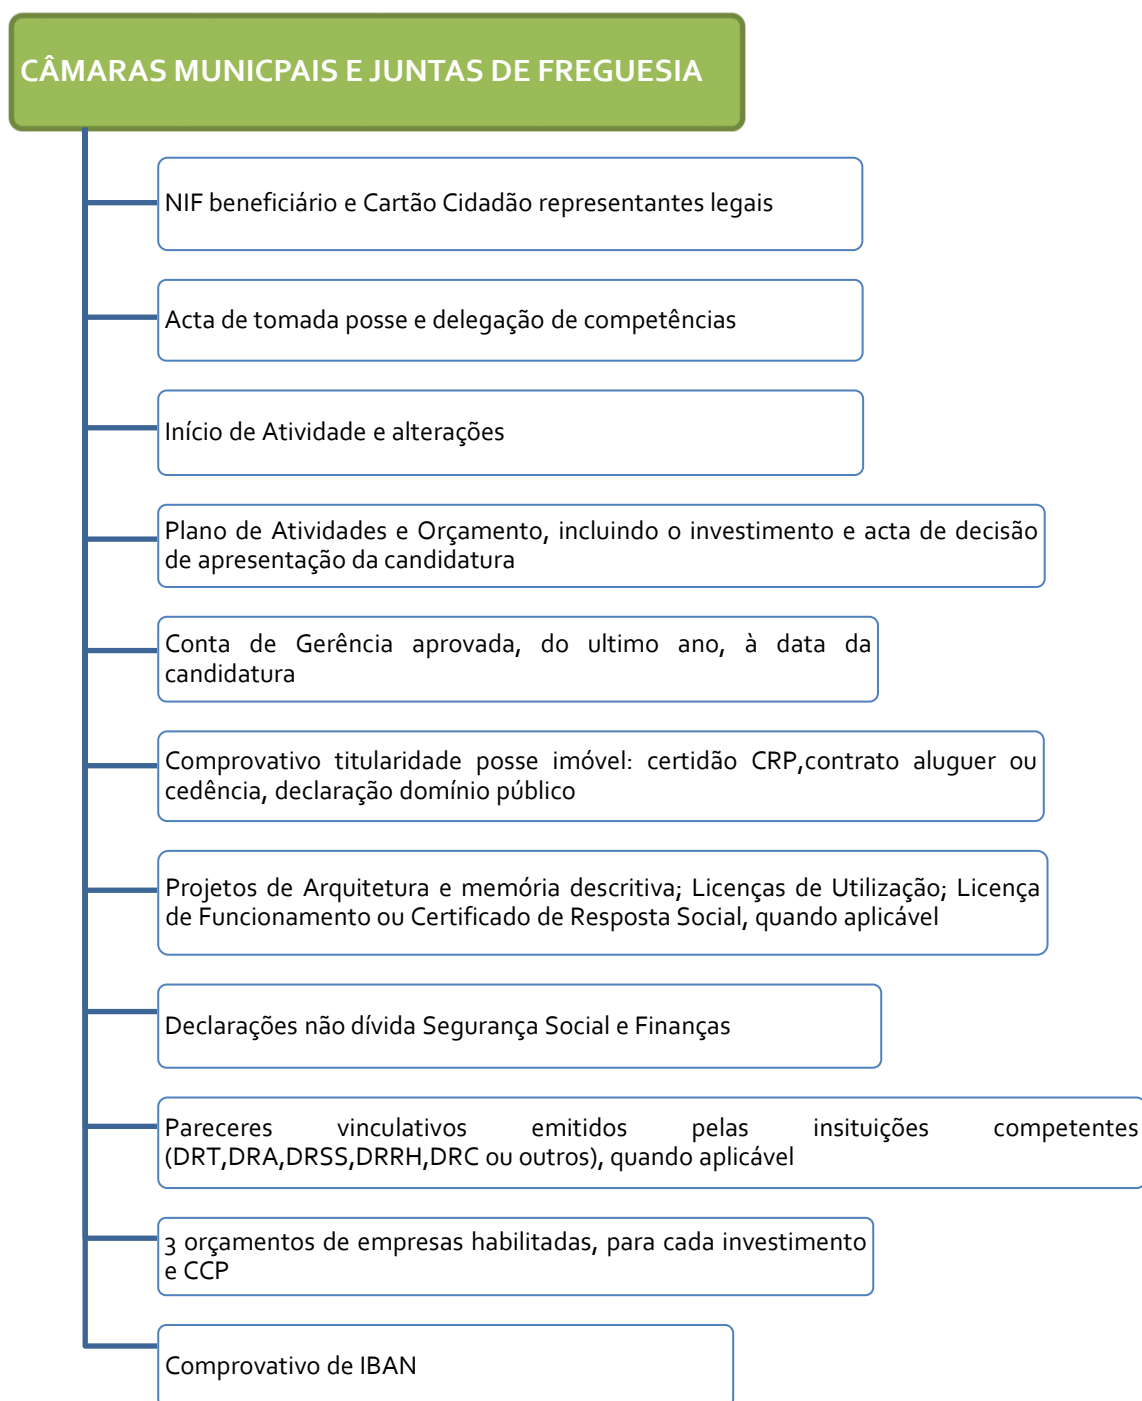 CÂMARAS MUNICPAIS E JUNTAS DE FREGUESIA
NIF beneficiário e Cartão Cidadão representantes legais
Acta de tomada posse e delegação de competências
Início de Atividade e alterações
Plano de Atividades e Orçamento, incluindo o investimento e acta de decisão
de apresentação da candidatura
Conta de Gerência aprovada, do ultimo ano, à data da
candidatura
Comprovativo titularidade posse imóvel: certidão CRP,contrato aluguer ou
cedência, declaração domínio público
Projetos de Arquitetura e memória descritiva; Licenças de Utilização; Licença
de Funcionamento ou Certificado de Resposta Social, quando aplicável
Declarações não dívida Segurança Social e Finanças
Pareceres vinculativos emitidos pelas insituições competentes
(DRT,DRA,DRSS,DRRH,DRC ou outros), quando aplicável
3 orçamentos de empresas habilitadas, para cada investimento
e CCP
Comprovativo de IBAN